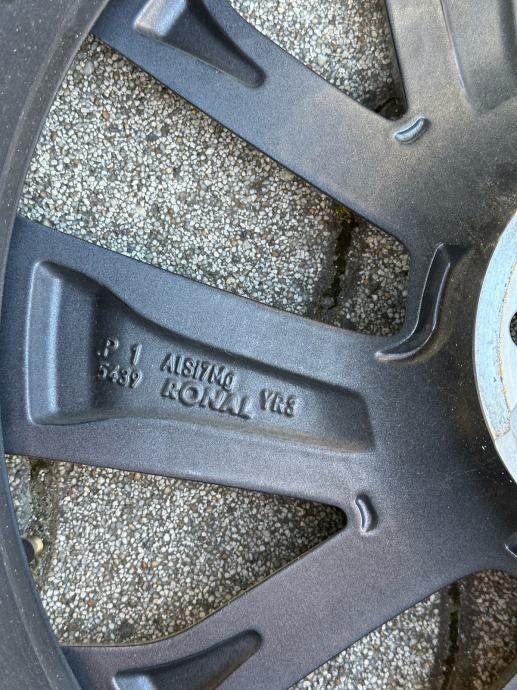 P 1
5439
AlSi7Mg
RONAL
YR3